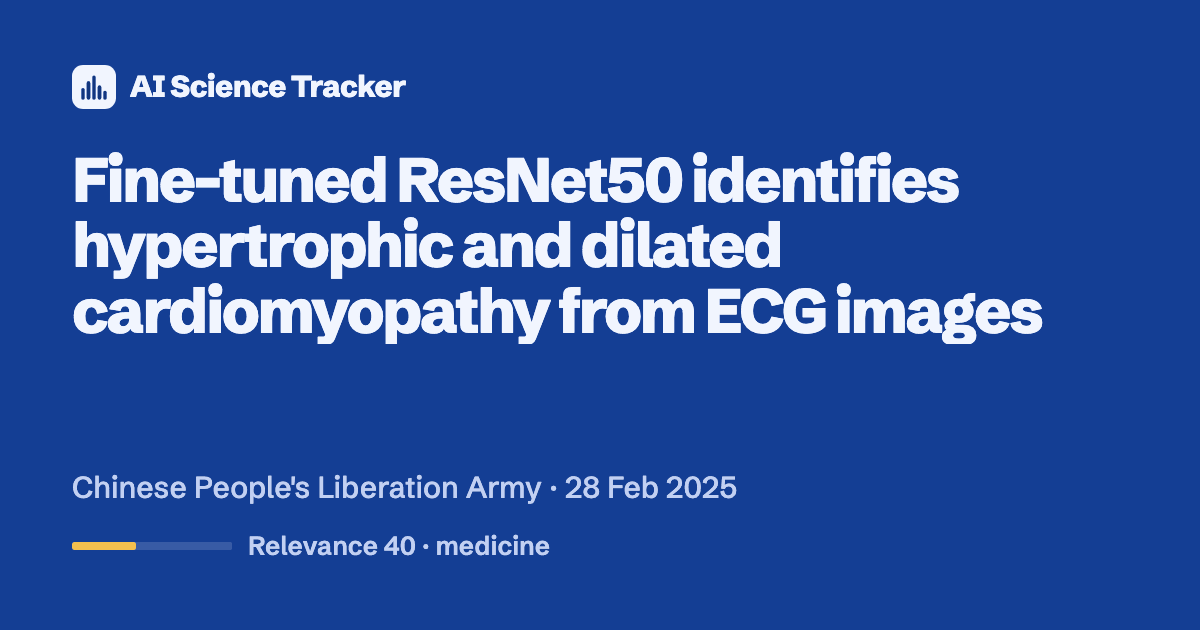 AI Science Tracker
Fine-tuned ResNet50 identifies
hypertrophic and dilated
cardiomyopathy from ECG images
Chinese People's Liberation Army · 28 Feb 2025
Relevance 40 · medicine